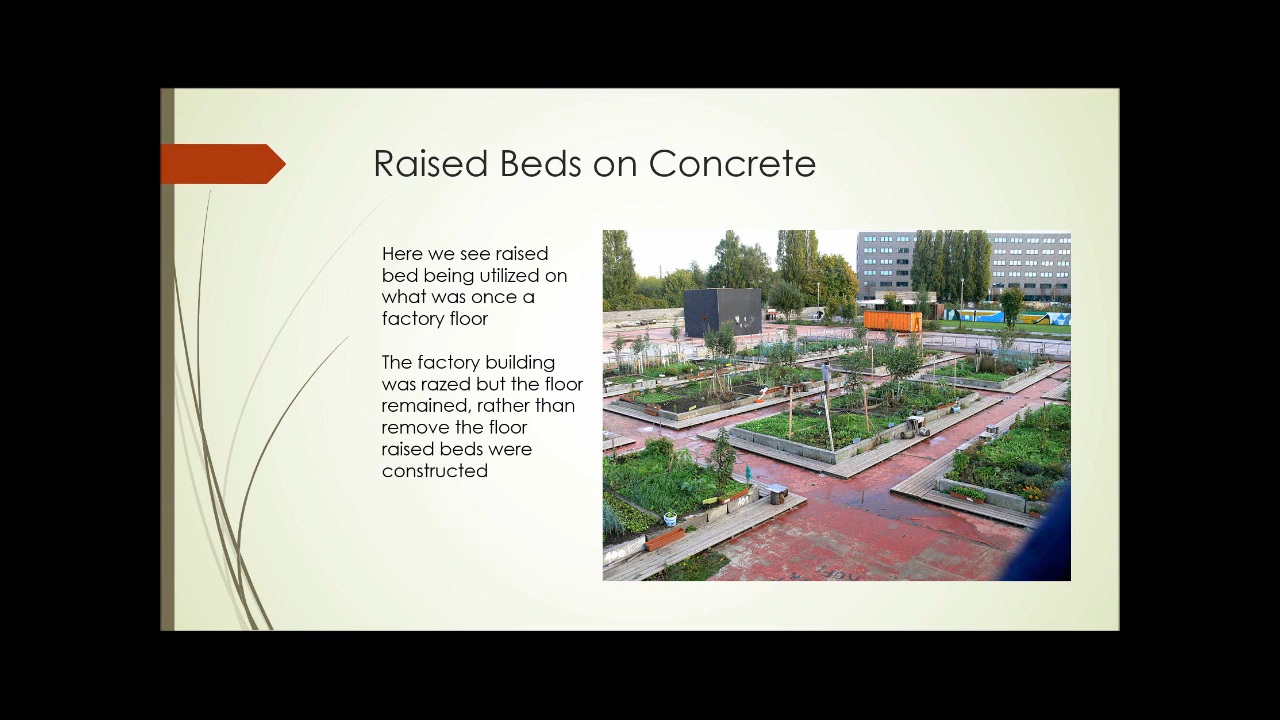 Raised Beds on Concrete
Here we see raised
bed being utilized on
what was once a
factory floor
The factory building
was razed but the floor
remained, rather than
remove the floor
raised beds were
constructed